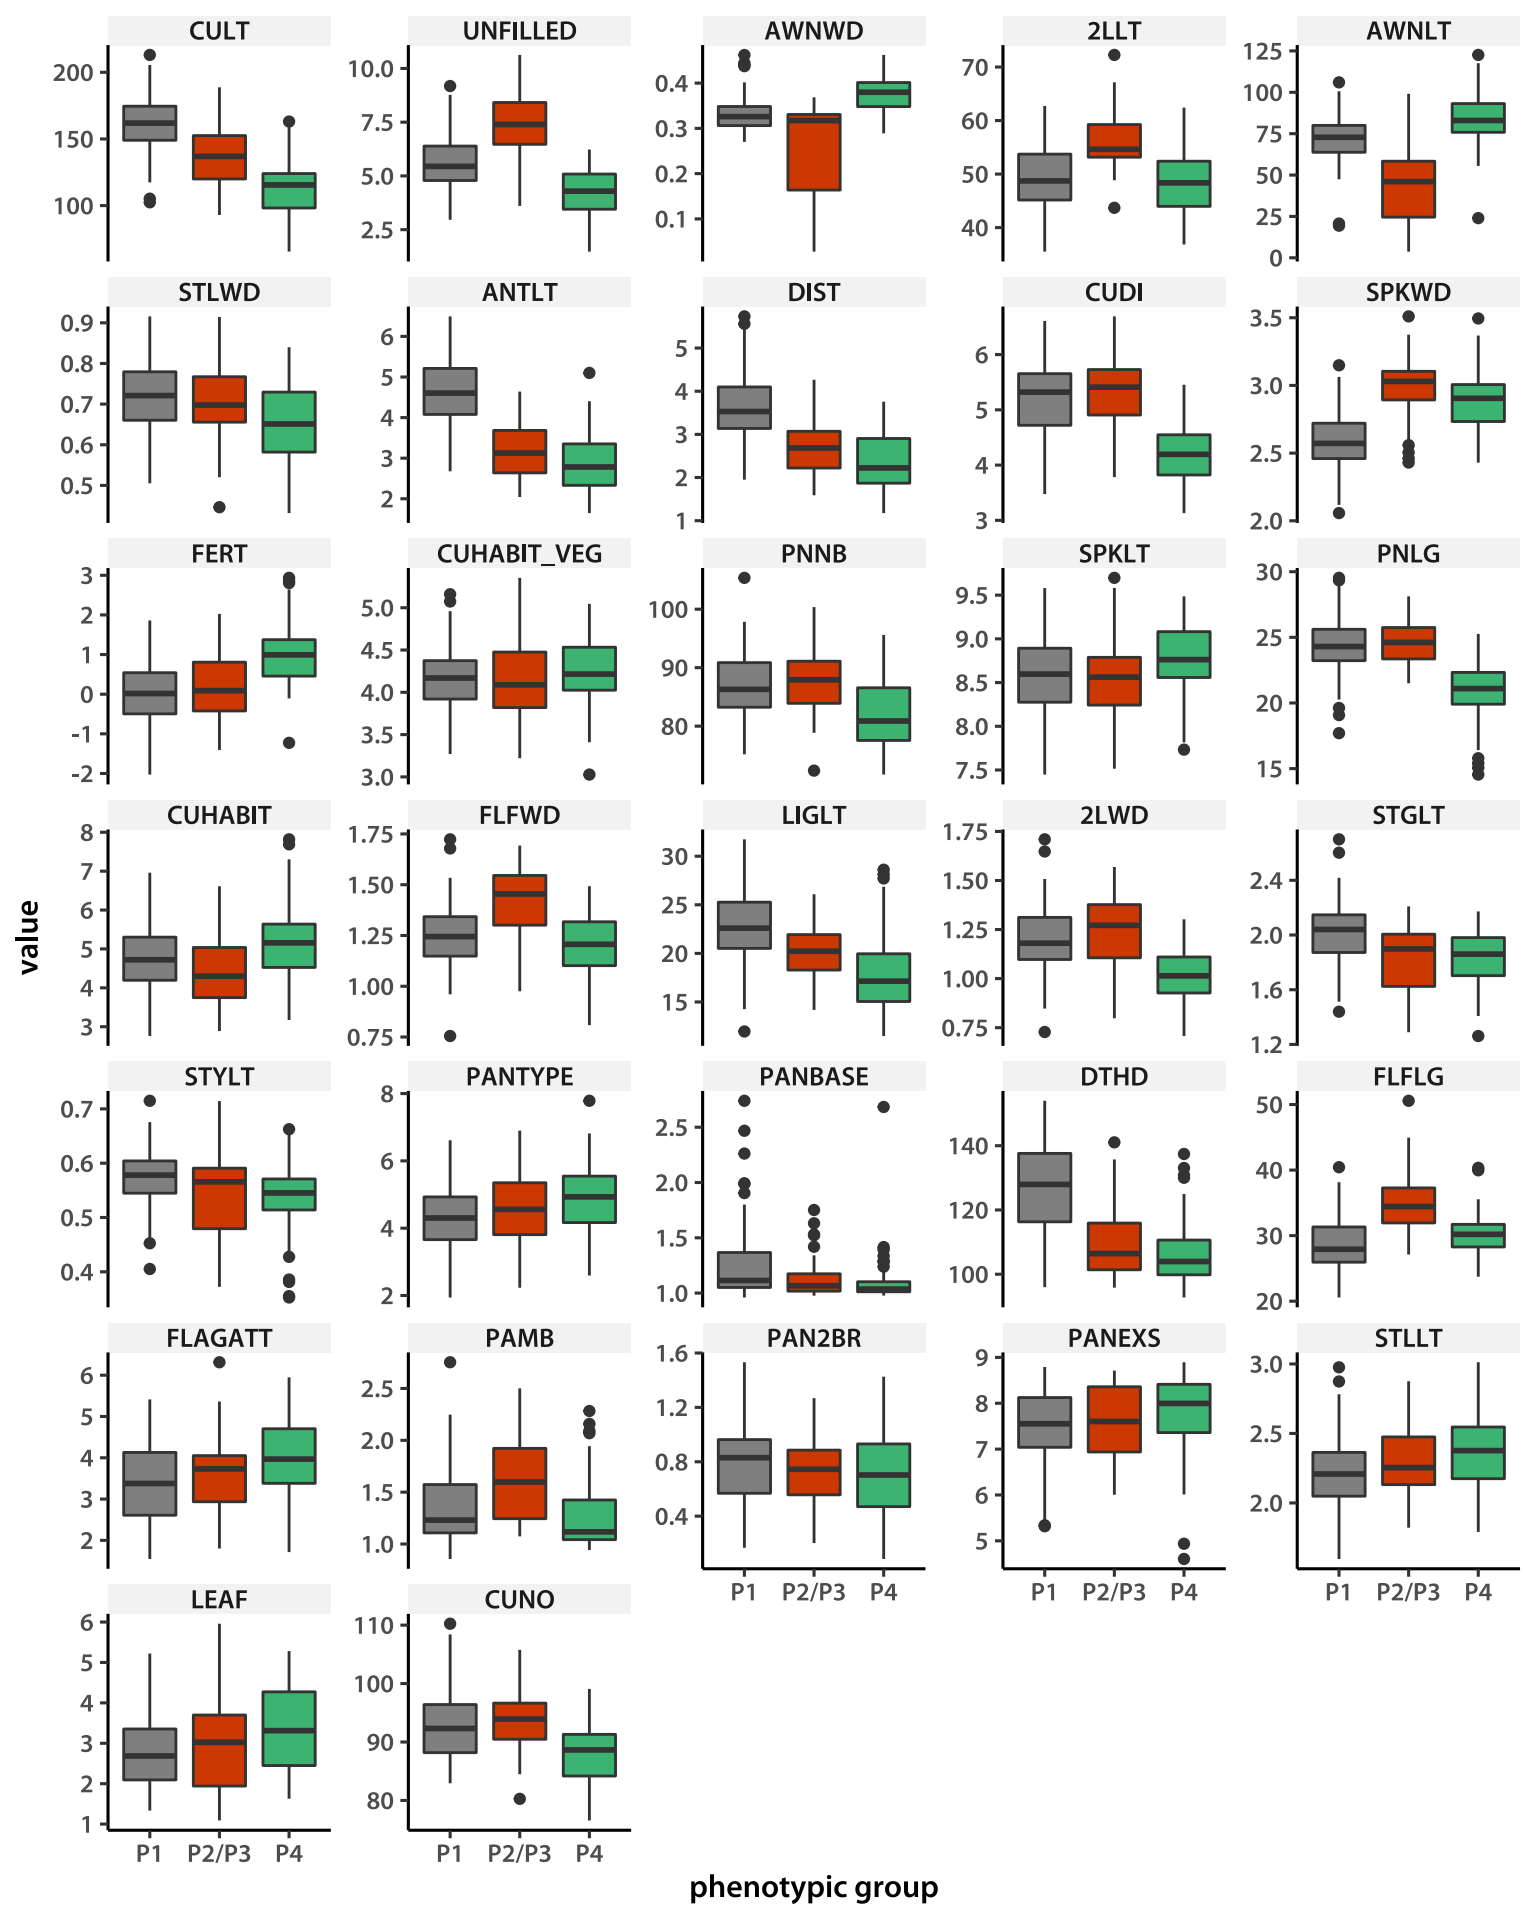 CULT UNFILLED AWNWD 2LLT AWNLT
200 150 100
10.0 7.5 5.0 2.5
0.4 0.3 0.2 0.1
70 60 50 40
125 100 75 50 25 0
STLWD ANTLT DIST CUDI SPKWD
0.9 0.8 0.7 0.6 0.5
6 5 4 3 2
5 4 3 2 1
6 5 4 3
3.5 3.0 2.5 2.0
FERT CUHABIT_VEG PNNB SPKLT PNLG
3 2 1 0 -1 -2
5.0 4.5 4.0 3.5 3.0
100 90 80
9.5 9.0 8.5 8.0 7.5
30 25 20 15
CUHABIT FLFWD LIGLT 2LWD STGLT
8 7 6 5 4 3
1.75 1.50 1.25 1.00 0.75
30 25 20 15
1.75 1.50 1.25 1.00 0.75
2.4 2.0 1.6 1.2
value
STYLT PANTYPE PANBASE DTHD FLFLG
0.7 0.6 0.5 0.4
8 6 4 2
2.5 2.0 1.5 1.0
140 120 100
50 40 30 20
FLAGATT PAMB PAN2BR PANEXS STLLT
6 5 4 3 2
2.5 2.0 1.5 1.0
1.6 1.2 0.8 0.4
9 8 7 6 5
3.0 2.5 2.0
P1 P2/P3 P4 P1 P2/P3 P4 P1 P2/P3 P4
LEAF CUNO
6 5 4 3 2 1
110 100 90 80
P1 P2/P3 P4 P1 P2/P3 P4
phenotypic group